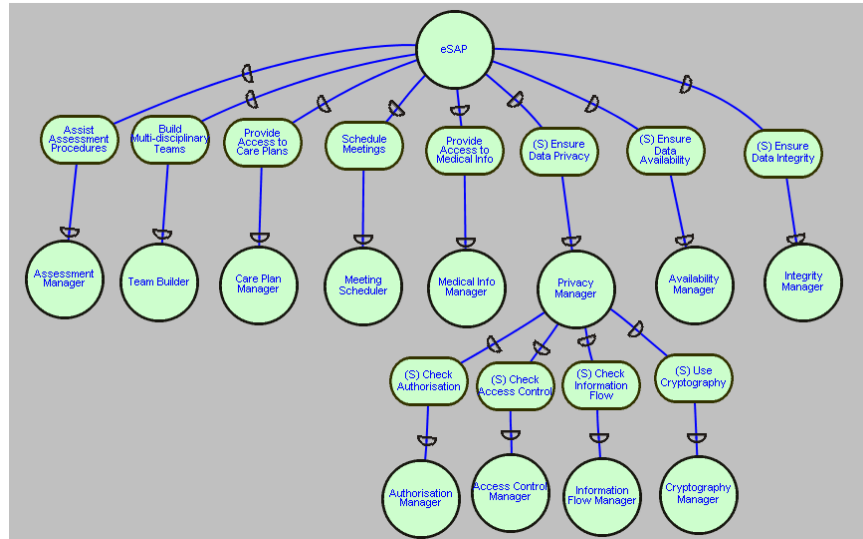 eSAP
Assist
Assessment
Procedures
Build
Multi-disciplinary
Teams
Provide
Access to
Care Plans
Schedule
Meetings
Provide
Access to
Medical Info
(S) Ensure
Data Privacy
(S) Ensure
Data
Availability
(S) Ensure
Data Integrity
Assessment
Manager
Team Builder
Care Plan
Manager
Meeting
Scheduler
Medical Info
Manager
Privacy
Manager
Availability
Manager
Integrity
Manager
(S) Check
Authorisation
(S) Check
Access Control
(S) Check
Information
Flow
(S) Use
Cryptography
Authorisation
Manager
Access Control
Manager
Information
Flow Manager
Cryptography
Manager